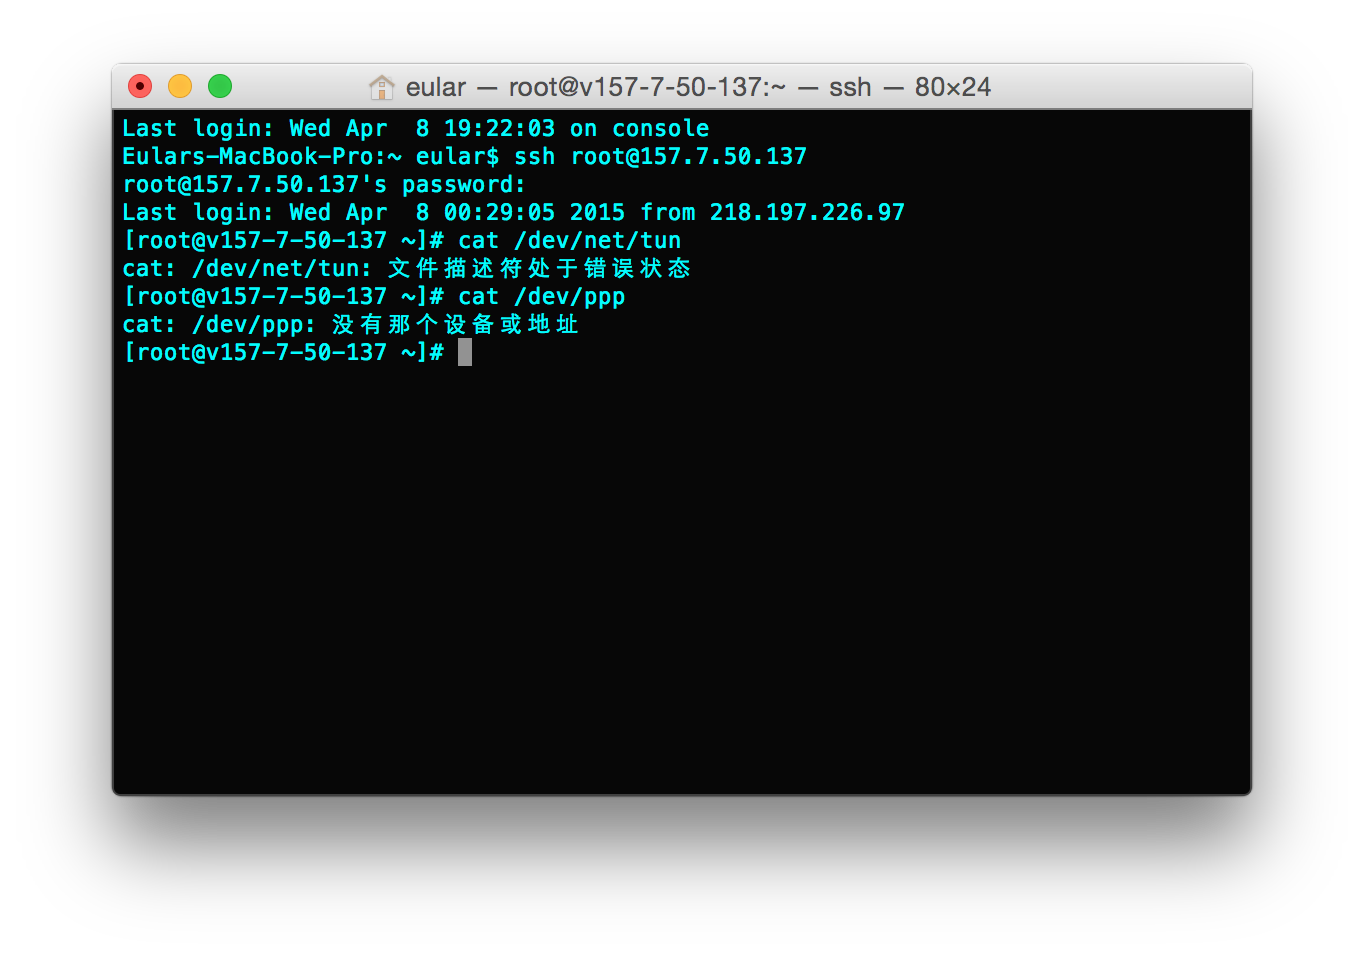 eular — root@v157-7-50-137:~ — ssh — 80×24
Last login: Wed Apr  8 19:22:03 on console
Eulars-MacBook-Pro:~ eular$ ssh root@157.7.50.137
root@157.7.50.137's password:
Last login: Wed Apr  8 00:29:05 2015 from 218.197.226.97
[root@v157-7-50-137 ~]# cat /dev/net/tun
cat: /dev/net/tun: 文件描述符处于错误状态
[root@v157-7-50-137 ~]# cat /dev/ppp
cat: /dev/ppp: 没有那个设备或地址
[root@v157-7-50-137 ~]#